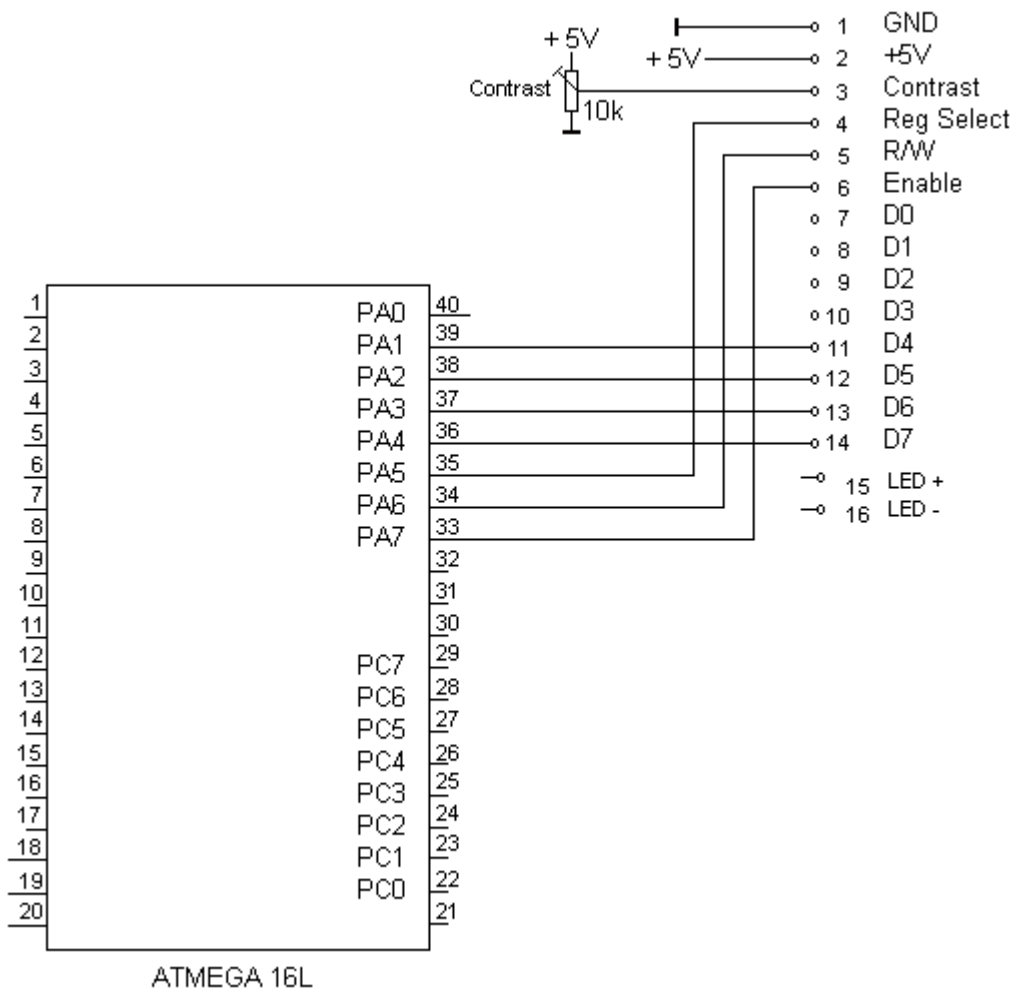 1 GND
+5V 2 +5V
+5V
Contrast 10k 3 Contrast
4 Reg Select
5 R/W
6 Enable
7 D0
8 D1
9 D2
10 D3
11 D4
12 D5
13 D6
14 D7
15 LED +
16 LED -
1 PA0 40
2 PA1 39
3 PA2 38
4 PA3 37
5 PA4 36
6 PA5 35
7 PA6 34
8 PA7 33
9 32
10 31
11 30
12 PC7 29
13 PC6 28
14 PC5 27
15 PC4 26
16 PC3 25
17 PC2 24
18 PC1 23
19 PC0 22
20 21
ATMEGA 16L